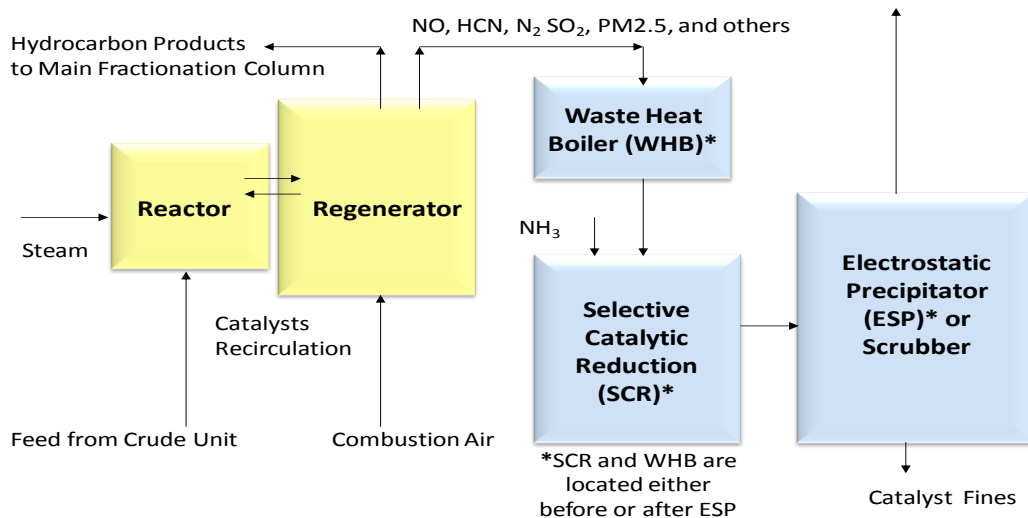 NO, HCN, N₂ SO₂, PM2.5, and others
Hydrocarbon Products
to Main Fractionation Column
Waste Heat
Boiler (WHB)*
Reactor
Regenerator
Steam
NH₃
Catalysts
Recirculation
Selective
Catalytic
Reduction
(SCR)*
Electrostatic
Precipitator
(ESP)* or
Scrubber
Feed from Crude Unit
Combustion Air
*SCR and WHB are
located either
before or after ESP
Catalyst Fines